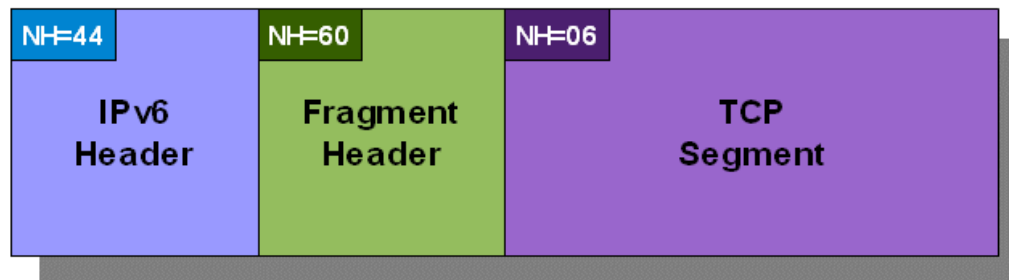 NH=44
IPv6
Header
NH=60
Fragment
Header
NH=06
TCP
Segment